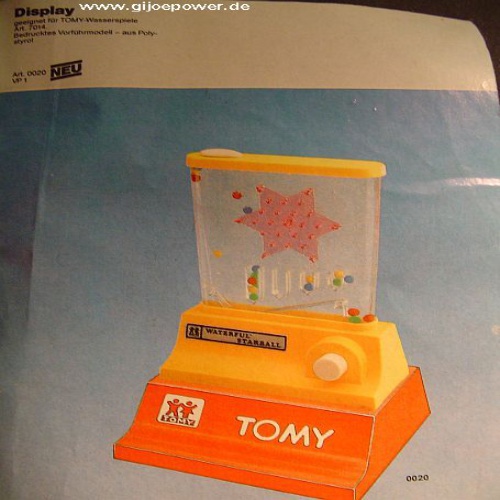 www.gijoepower.de
Display
geeignet für TOMY-Wasserspiele
Art. 7014
Bedrucktes Vorführmodell – aus Poly-
styrol
Art. 0020 NEU
VP 1
WATERFUL
STARBALL
TOMY
TOMY
0020